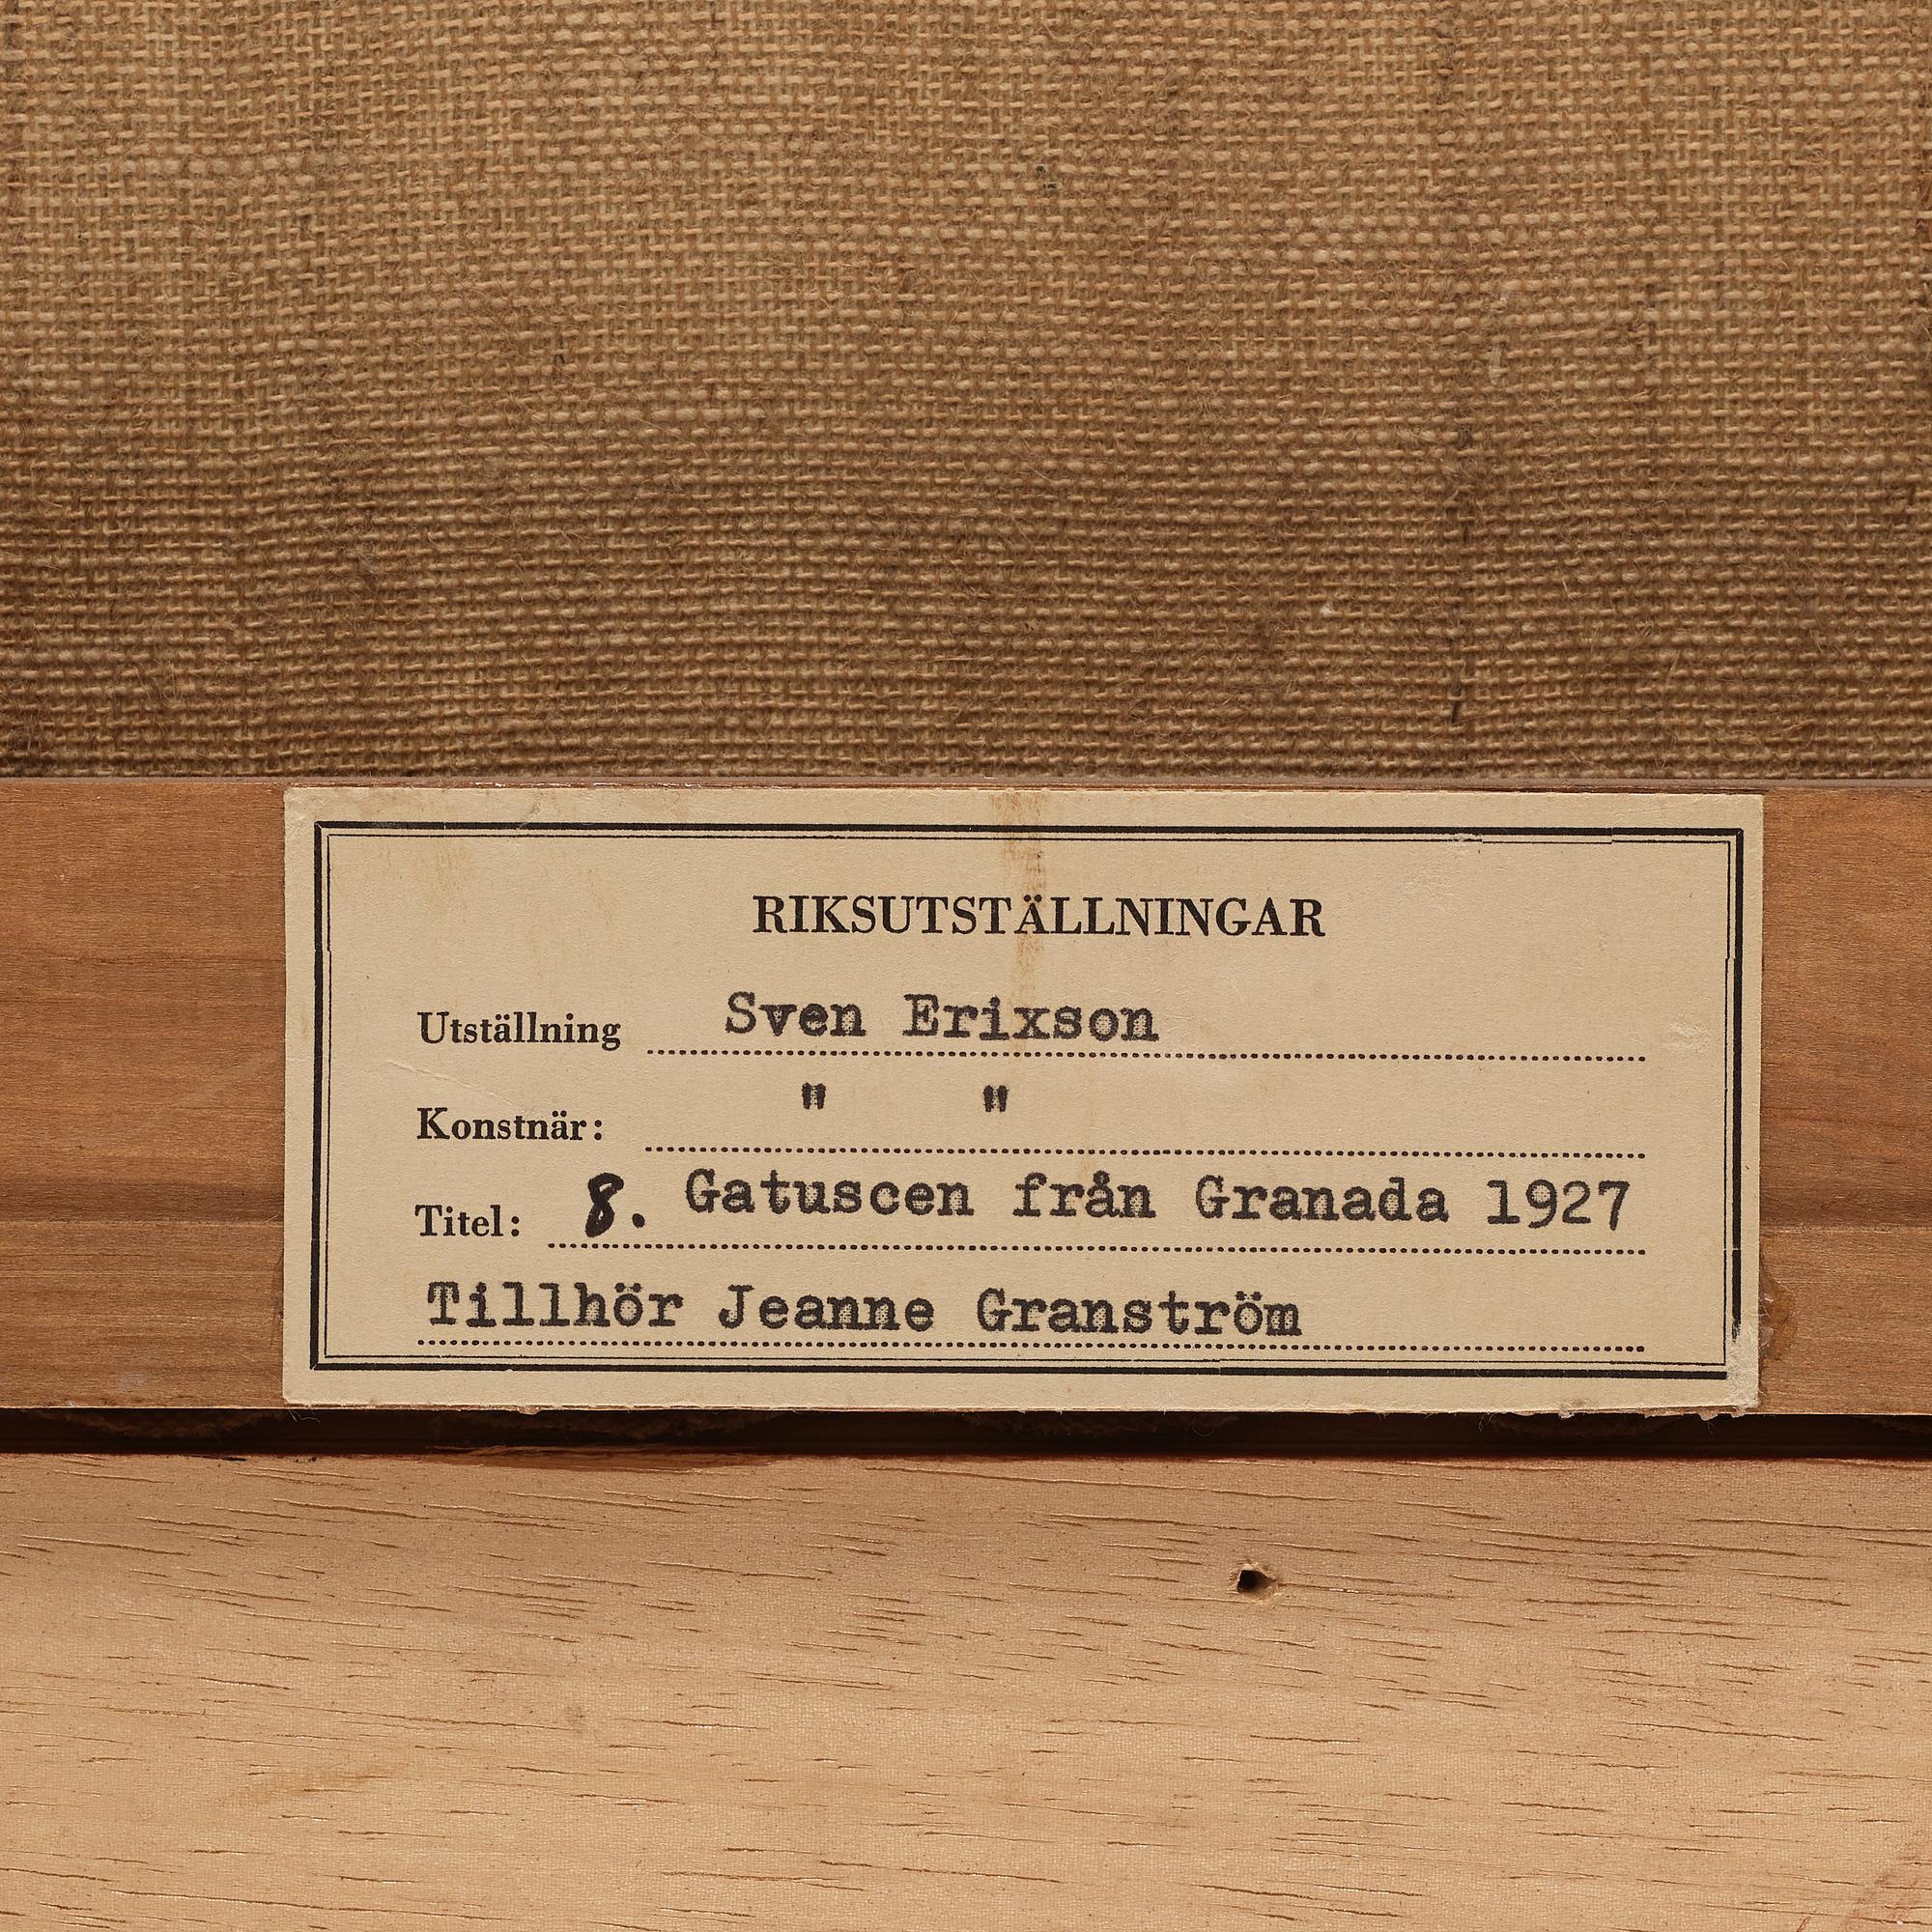 RIKSUTSTÄLLNINGAR
Utställning Sven Erixson
Konstnär: " "
Titel: 8. Gatuscen från Granada 1927
Tillhör Jeanne Granström